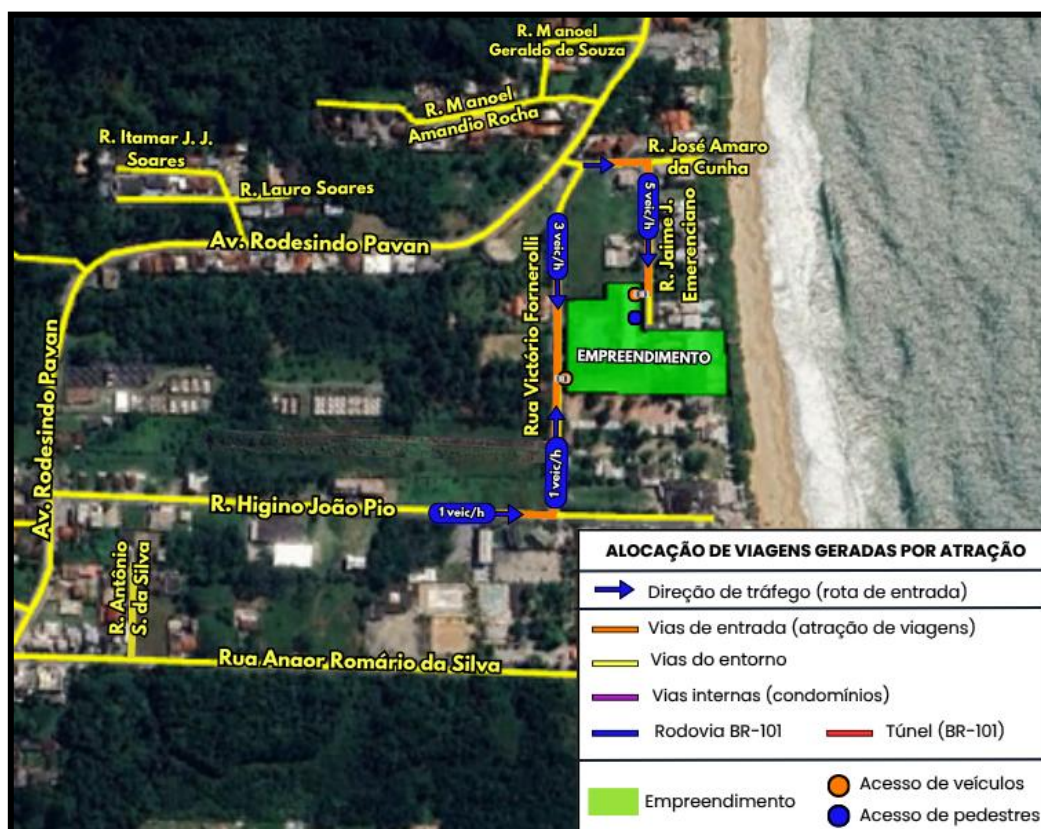 R. Manoel
Geraldo de Souza
R. Manoel
Amandio Rocha
R. Itamar J. J.
Soares
R. Lauro Soares
R. José Amaro
da Cunha
Av. Rodesindo Pavan
5 veic/h
R. Jaime J.
Emerenciano
3 veic/h
Rua Victório Fornerolli
EMPREENDIMENTO
Av. Rodesindo Pavan
1 veic/h
R. Higino João Pio
1 veic/h
R. Antônio
S. da Silva
Rua Anaor Romário da Silva
ALOCAÇÃO DE VIAGENS GERADAS POR ATRAÇÃO
Direção de tráfego (rota de entrada)
Vias de entrada (atração de viagens)
Vias do entorno
Vias internas (condomínios)
Rodovia BR-101
Túnel (BR-101)
Empreendimento
Acesso de veículos
Acesso de pedestres